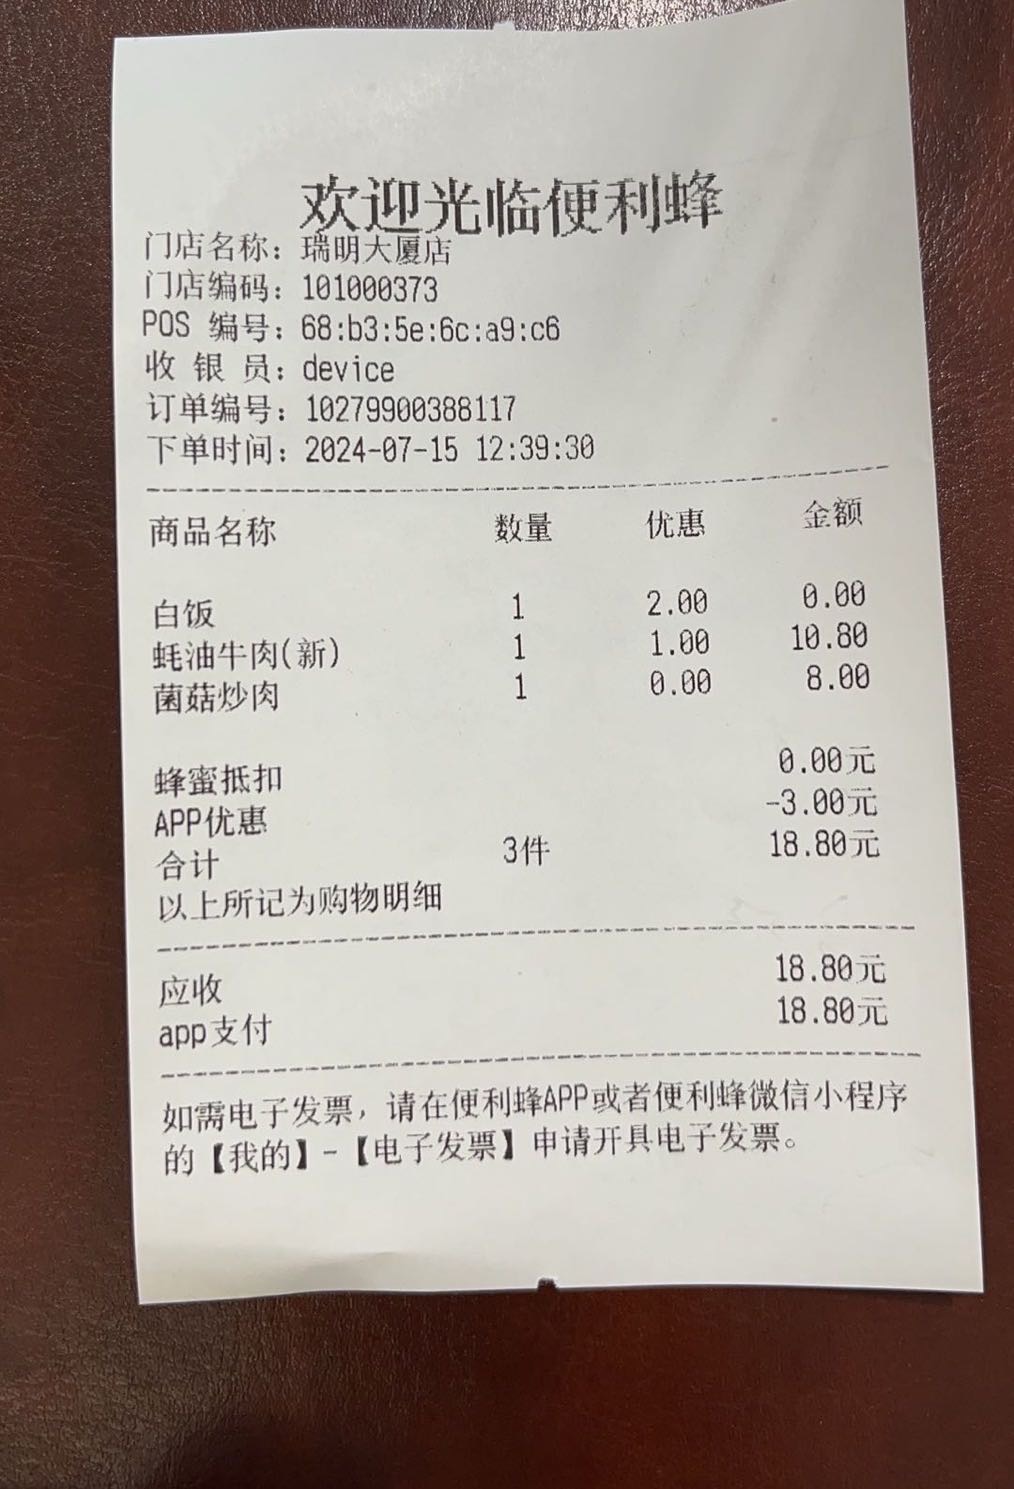 欢迎光临便利蜂
门店名称：瑞明大厦店
门店编码：101000373
POS 编号：68:b3:5e:6c:a9:c6
收 银 员：device
订单编号：10279900388117
下单时间：2024-07-15 12:39:30
商品名称 数量 优惠 金额
白饭 1 2.00 0.00
蚝油牛肉(新) 1 1.00 10.80
菌菇炒肉 1 0.00 8.00
蜂蜜抵扣 0.00元
APP优惠 -3.00元
合计 3件 18.80元
以上所记为购物明细
应收 18.80元
app支付 18.80元
如需电子发票，请在便利蜂APP或者便利蜂微信小程序
的【我的】-【电子发票】申请开具电子发票。